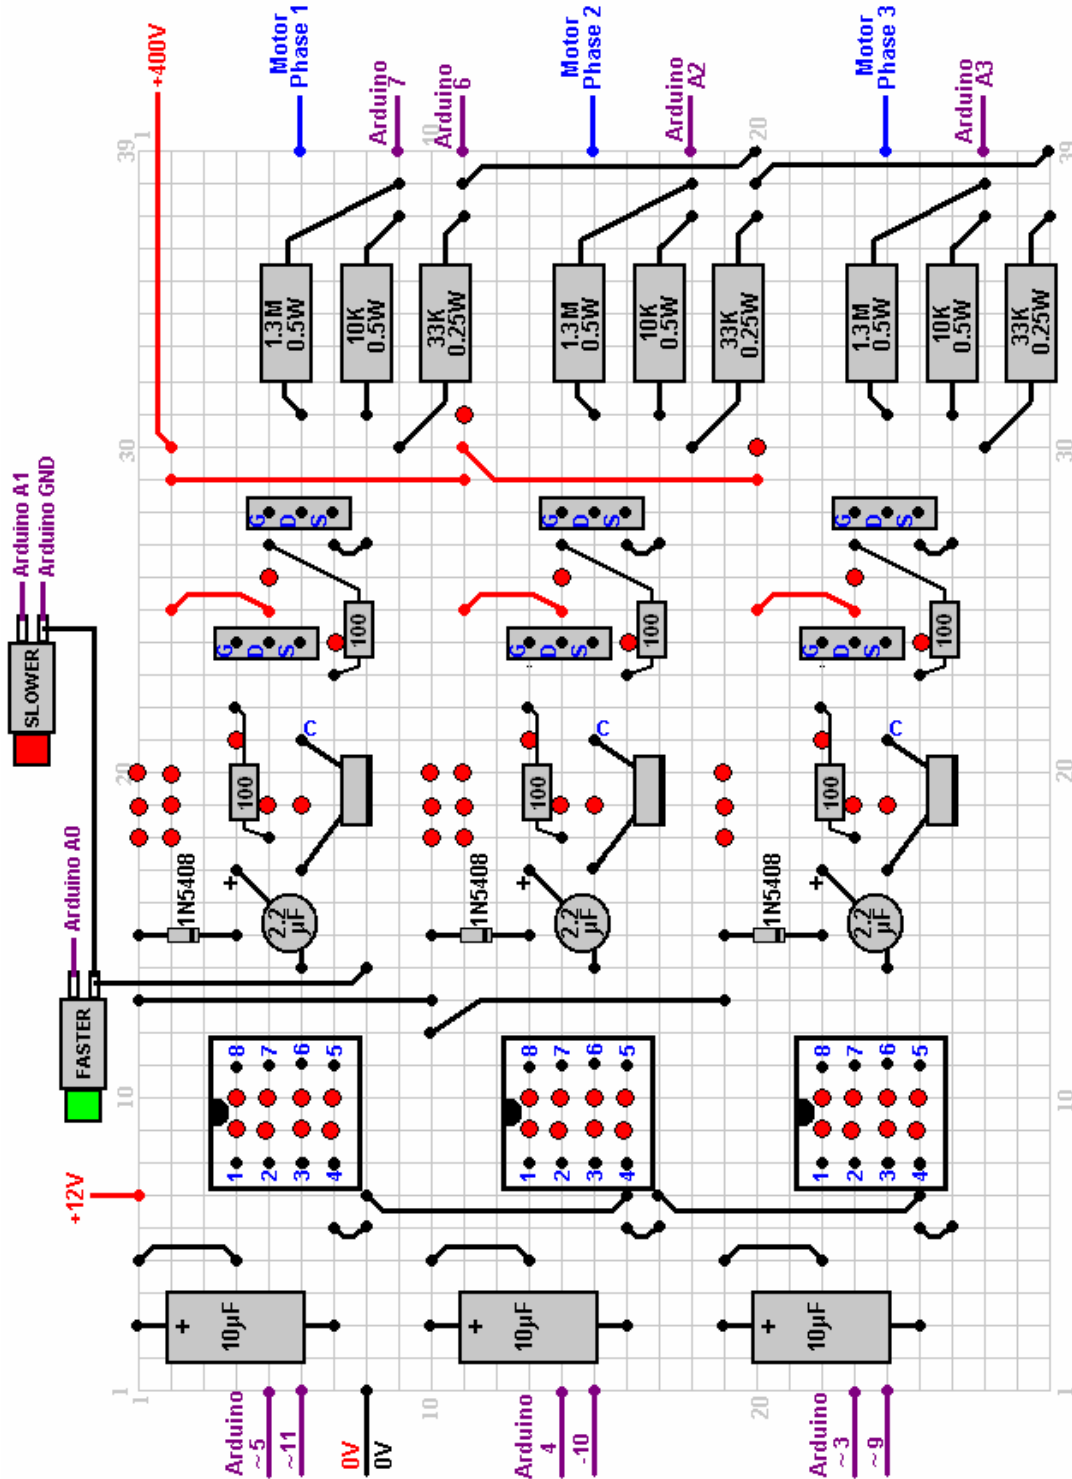 SLOWER
Arduino A1
Arduino GND
FASTER
Arduino A0
+12V
+400V
39
1
30
20
10
1
10
20
39
30
20
10
1
Arduino
~5
~11
0V
0V
+
10µF
1
2
3
4
8
7
6
5
1N5408
+
2.2
µF
100
C
G
D
S
100
G
D
S
1.3M
0.5W
10K
0.5W
33K
0.25W
Motor
Phase 1
Arduino
7
Arduino
6
Arduino
4
-10
+
10µF
1
2
3
4
8
7
6
5
1N5408
+
2.2
µF
100
C
G
D
S
100
G
D
S
1.3M
0.5W
10K
0.5W
33K
0.25W
Motor
Phase 2
Arduino
A2
Arduino
~3
~9
+
10µF
1
2
3
4
8
7
6
5
1N5408
+
2.2
µF
100
C
G
D
S
100
G
D
S
1.3M
0.5W
10K
0.5W
33K
0.25W
Motor
Phase 3
Arduino
A3